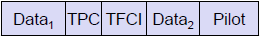 Data₁ TPC TFCI Data₂ Pilot